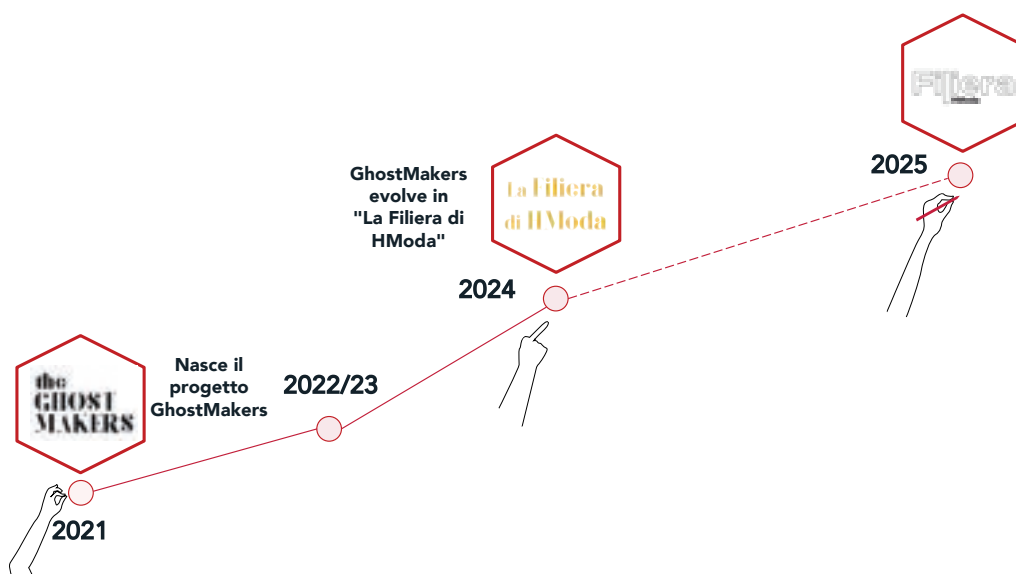 the
GHOST
MAKERS
2021
Nasce il
progetto
GhostMakers
2022/23
GhostMakers
evolve in
"La Filiera di
HModa"
La Filiera
di HModa
2024
2025
Filiera